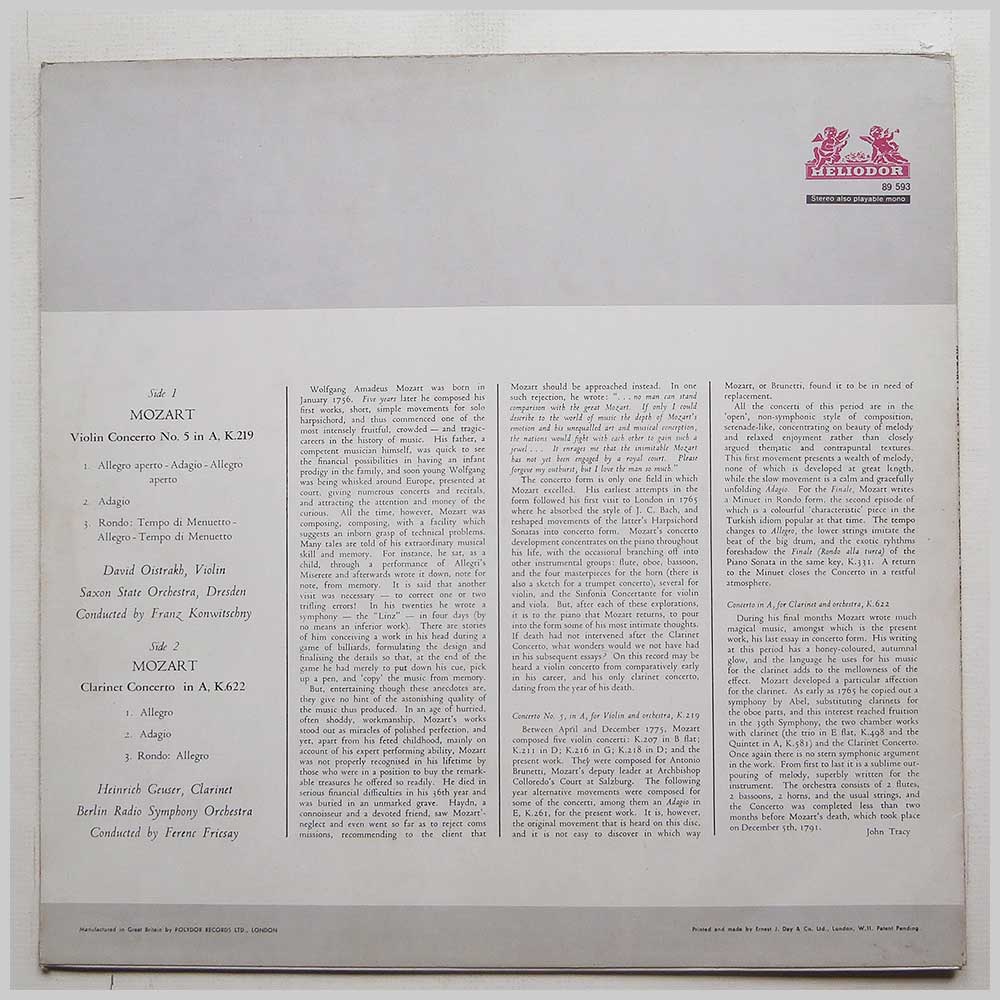 HELIODOR
89 593
Stereo also playable mono
Side 1
MOZART
Violin Concerto No. 5 in A, K.219
1. Allegro aperto - Adagio - Allegro
aperto
2. Adagio
3. Rondo: Tempo di Menuetto -
Allegro - Tempo di Menuetto
David Oistrakh, Violin
Saxon State Orchestra, Dresden
Conducted by Franz Konwitschny
Side 2
MOZART
Clarinet Concerto in A, K.622
1. Allegro
2. Adagio
3. Rondo: Allegro
Heinrich Geuser, Clarinet
Berlin Radio Symphony Orchestra
Conducted by Ferenc Fricsay
Wolfgang Amadeus Mozart was born in
January 1756. Five years later he composed his
first works, short, simple movements for solo
harpsichord, and thus commenced one of the
most intensely fruitful, crowded — and tragic-
careers in the history of music. His father, a
competent musician himself, was quick to see
the financial possibilities in having an infant
prodigy in the family, and soon young Wolfgang
was being whisked around Europe, presented at
court, giving numerous concerts and recitals,
and attracting the attention and money of the
curious. All the time, however, Mozart was
composing, composing, with a facility which
suggests an inborn grasp of technical problems.
Many tales are told of his extraordinary musical
skill and memory. For instance, he sat, as a
child, through a performance of Allegri's
Miserere and afterwards wrote it down, note for
note, from memory. It is said that another
visit was necessary — to correct one or two
trifling errors! In his twenties he wrote a
symphony — the "Linz" — in four days (by
no means an inferior work). There are stories
of him conceiving a work in his head during a
game of billiards, formulating the design and
finalising the details so that, at the end of the
game he had merely to put down his cue, pick
up a pen, and 'copy' the music from memory.
But, entertaining though these anecdotes are,
they give no hint of the astonishing quality of
the music thus produced. In an age of hurried,
often shoddy, workmanship, Mozart's works
stood out as miracles of polished perfection, and
yet, apart from his feted childhood, mainly on
account of his expert performing ability, Mozart
was not properly recognised in his lifetime by
those who were in a position to buy the remark-
able treasures he offered so readily. He died in
serious financial difficulties in his 36th year and
was buried in an unmarked grave. Haydn, a
connoisseur and a devoted friend, saw Mozart'-
neglect and even went so far as to reject coms
missions, recommending to the client that
Mozart should be approached instead. In one
such rejection, he wrote: ". . . no man can stand
comparison with the great Mozart. If only I could
describe to the world of music the depth of Mozart's
emotion and his unequalled art and musical conception,
the nations would fight with each other to gain such a
jewel . . . It enrages me that the inimitable Mozart
has not yet been engaged by a royal court. Please
forgive my outburst, but I love the man so much."
The concerto form is only one field in which
Mozart excelled. His earliest attempts in the
form followed his first visit to London in 1765
where he absorbed the style of J. C. Bach, and
reshaped movements of the latter's Harpsichord
Sonatas into concerto form. Mozart's concerto
development concentrates on the piano throughout
his life, with the occasional branching off into
other instrumental groups: flute, oboe, bassoon,
and the four masterpieces for the horn (there is
also a sketch for a trumpet concerto), several for
violin, and the Sinfonia Concertante for violin
and viola. But, after each of these explorations,
it is to the piano that Mozart returns, to pour
into the form some of his most intimate thoughts.
If death had not intervened after the Clarinet
Concerto, what wonders would we not have had
in his subsequent essays? On this record may be
heard a violin concerto from comparatively early
in his career, and his only clarinet concerto,
dating from the year of his death.
Concerto No. 5, in A, for Violin and orchestra, K.219
Between April and December 1775, Mozart
composed five violin concerti: K.207 in B flat;
K.211 in D; K.216 in G; K.218 in D; and the
present work. They were composed for Antonio
Brunetti, Mozart's deputy leader at Archbishop
Colloredo's Court at Salzburg. The following
year alternative movements were composed for
some of the concerti, among them an Adagio in
E, K.261, for the present work. It is, however,
the original movement that is heard on this disc,
and it is not easy to discover in which way
Mozart, or Brunetti, found it to be in need of
replacement.
All the concerti of this period are in the
'open', non-symphonic style of composition,
serenade-like, concentrating on beauty of melody
and relaxed enjoyment rather than closely
argued thematic and contrapuntal textures.
This first movement presents a wealth of melody,
none of which is developed at great length,
while the slow movement is a calm and gracefully
unfolding Adagio. For the Finale, Mozart writes
a Minuet in Rondo form, the second episode of
which is a colourful 'characteristic' piece in the
Turkish idiom popular at that time. The tempo
changes to Allegro, the lower strings imitate the
beat of the big drum, and the exotic ryhthms
foreshadow the Finale (Rondo alla turca) of the
Piano Sonata in the same key, K.331. A return
to the Minuet closes the Concerto in a restful
atmosphere.
Concerto in A, for Clarinet and orchestra, K.622
During his final months Mozart wrote much
magical music, amongst which is the present
work, his last essay in concerto form. His writing
at this period has a honey-coloured, autumnal
glow, and the language he uses for his music
for the clarinet adds to the mellowness of the
effect. Mozart developed a particular affection
for the clarinet. As early as 1765 he copied out a
symphony by Abel, substituting clarinets for
the oboe parts, and this interest reached fruition
in the 39th Symphony, the two chamber works
with clarinet (the trio in E flat, K.498 and the
Quintet in A, K.581) and the Clarinet Concerto.
Once again there is no stern symphonic argument
in the work. From first to last it is a sublime out-
pouring of melody, superbly written for the
instrument. The orchestra consists of 2 flutes,
2 bassoons, 2 horns, and the usual strings, and
the Concerto was completed less than two
months before Mozart's death, which took place
on December 5th, 1791.
John Tracy
Manufactured in Great Britain by POLYDOR RECORDS LTD., LONDON
Printed and made by Ernest J. Day & Co. Ltd., London, W.11. Patent Pending